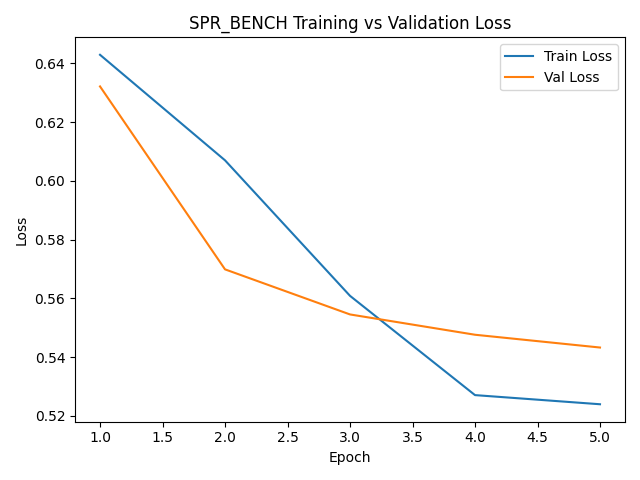 SPR_BENCH Training vs Validation Loss
Train Loss
Val Loss
Loss
0.64
0.62
0.60
0.58
0.56
0.54
0.52
1.0 1.5 2.0 2.5 3.0 3.5 4.0 4.5 5.0
Epoch